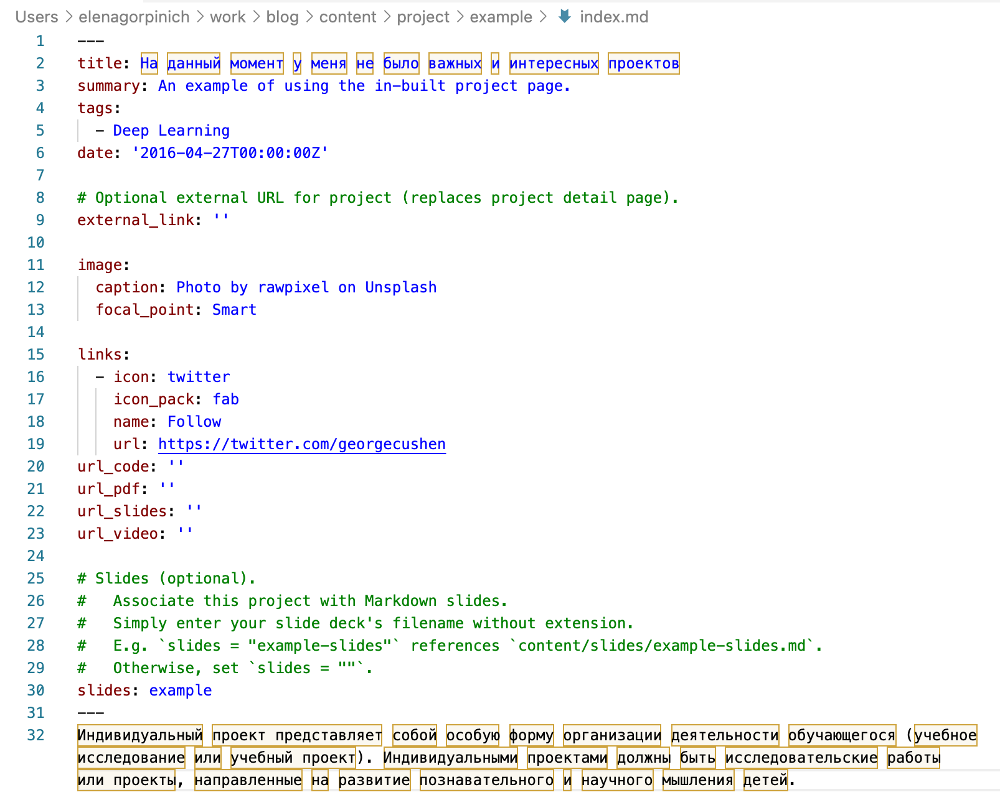 Users > elenagorpinich > work > blog > content > project > example > index.md
1 ---
2 title: На данный момент у меня не было важных и интересных проектов
3 summary: An example of using the in-built project page.
4 tags:
5   - Deep Learning
6 date: '2016-04-27T00:00:00Z'
7
8 # Optional external URL for project (replaces project detail page).
9 external_link: ''
10
11 image:
12   caption: Photo by rawpixel on Unsplash
13   focal_point: Smart
14
15 links:
16   - icon: twitter
17     icon_pack: fab
18     name: Follow
19     url: https://twitter.com/georgecushen
20 url_code: ''
21 url_pdf: ''
22 url_slides: ''
23 url_video: ''
24
25 # Slides (optional).
26 #   Associate this project with Markdown slides.
27 #   Simply enter your slide deck's filename without extension.
28 #   E.g. `slides = "example-slides"` references `content/slides/example-slides.md`.
29 #   Otherwise, set `slides = ""`.
30 slides: example
31 ---
32 Индивидуальный проект представляет собой особую форму организации деятельности обучающегося (учебное
исследование или учебный проект). Индивидуальными проектами должны быть исследовательские работы
или проекты, направленные на развитие познавательного и научного мышления детей.